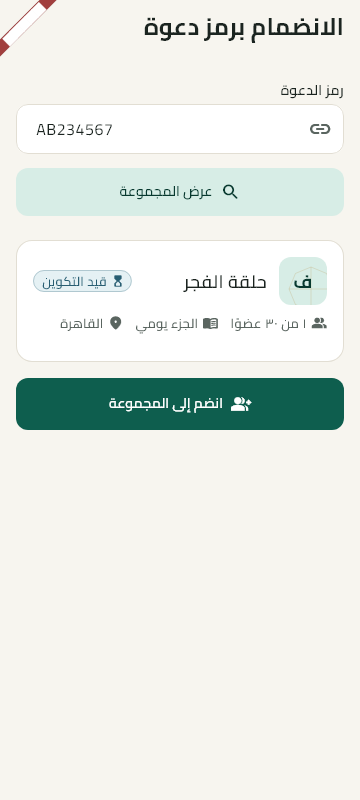 الانضمام برمز دعوة
رمز الدعوة
AB234567
عرض المجموعة
ف
حلقة الفجر
قيد التكوين
١ من ٣٠ عضوًا
الجزء يومي
القاهرة
انضم إلى المجموعة